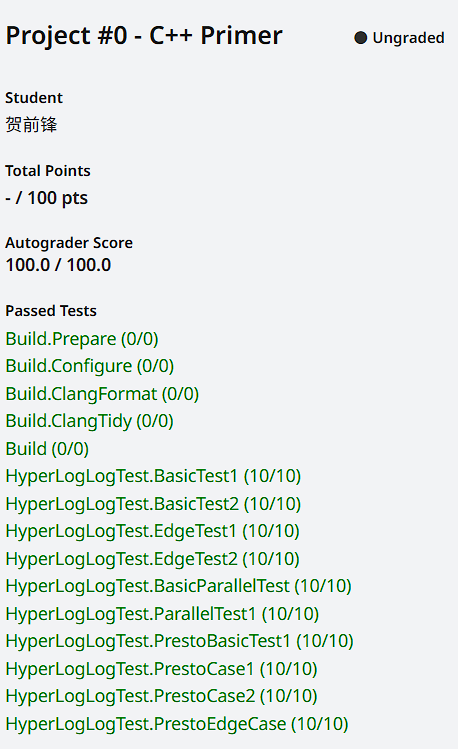 Project #0 - C++ Primer
Ungraded
Student
贺前锋
Total Points
- / 100 pts
Autograder Score
100.0 / 100.0
Passed Tests
Build.Prepare (0/0)
Build.Configure (0/0)
Build.ClangFormat (0/0)
Build.ClangTidy (0/0)
Build (0/0)
HyperLogLogTest.BasicTest1 (10/10)
HyperLogLogTest.BasicTest2 (10/10)
HyperLogLogTest.EdgeTest1 (10/10)
HyperLogLogTest.EdgeTest2 (10/10)
HyperLogLogTest.BasicParallelTest (10/10)
HyperLogLogTest.ParallelTest1 (10/10)
HyperLogLogTest.PrestoBasicTest1 (10/10)
HyperLogLogTest.PrestoCase1 (10/10)
HyperLogLogTest.PrestoCase2 (10/10)
HyperLogLogTest.PrestoEdgeCase (10/10)